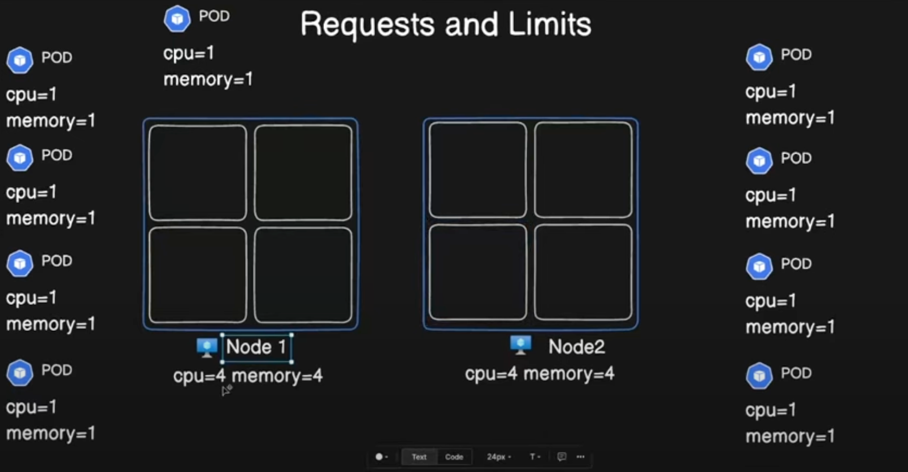 Requests and Limits
POD
cpu=1
memory=1
POD
cpu=1
memory=1
POD
cpu=1
memory=1
POD
cpu=1
memory=1
POD
cpu=1
memory=1
Node 1
cpu=4 memory=4
Node2
cpu=4 memory=4
POD
cpu=1
memory=1
POD
cpu=1
memory=1
POD
cpu=1
memory=1
POD
cpu=1
memory=1
Text Code 24px T